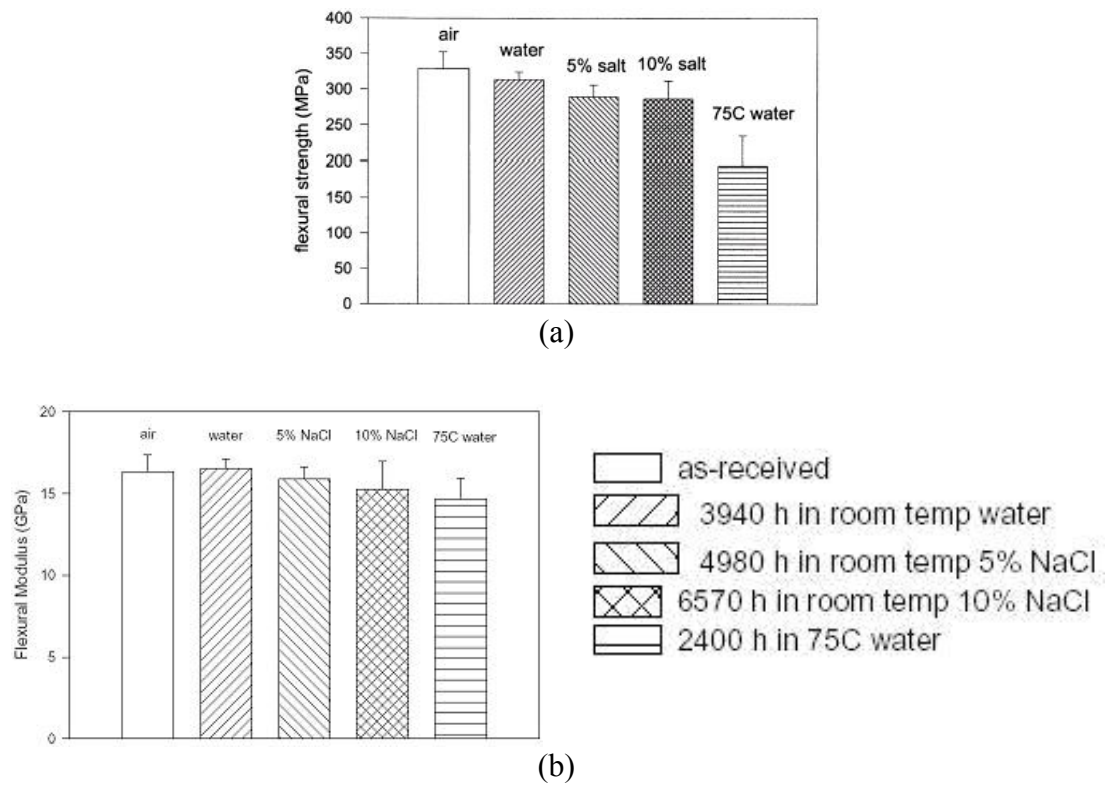 400
350
300
250
200
150
100
50
0
flexural strength (MPa)
air
water
5% salt
10% salt
75C water
(a)
20
15
10
5
0
Flexural Modulus (GPa)
air
water
5% NaCl
10% NaCl
75C water
as-received
3940 h in room temp water
4980 h in room temp 5% NaCl
6570 h in room temp 10% NaCl
2400 h in 75C water
(b)